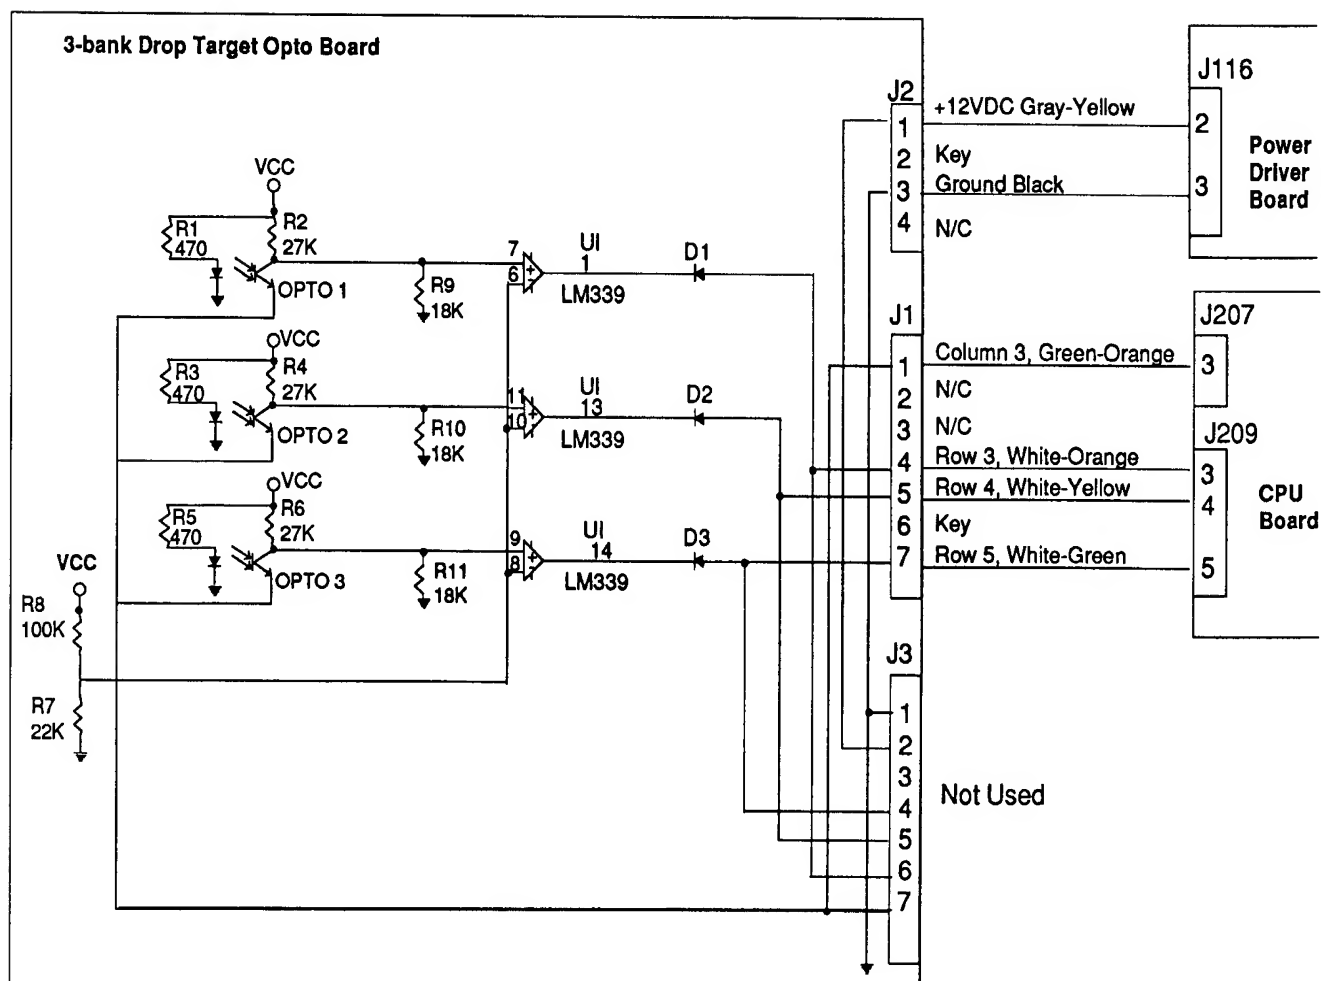 3-bank Drop Target Opto Board
J116
J2
+12VDC Gray-Yellow
1
2
2
Key
Power
Driver
Board
3
Ground Black
3
4
N/C
VCC
R1
470
R2
27K
OPTO 1
7
6
UI
1
LM339
D1
R9
18K
J1
J207
VCC
R3
470
R4
27K
OPTO 2
11
10
UI
13
LM339
D2
R10
18K
1
Column 3, Green-Orange
3
2
N/C
3
N/C
J209
4
Row 3, White-Orange
3
5
Row 4, White-Yellow
4
CPU
Board
6
Key
7
Row 5, White-Green
5
VCC
R5
470
R6
27K
OPTO 3
9
8
UI
14
LM339
D3
R11
18K
VCC
R8
100K
R7
22K
J3
1
2
3
4
5
6
7
Not Used